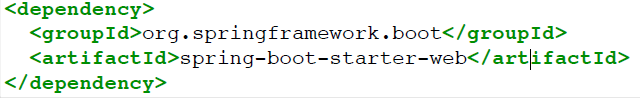 <dependency>
  <groupId>org.springframework.boot</groupId>
  <artifactId>spring-boot-starter-web</artifactId>
</dependency>